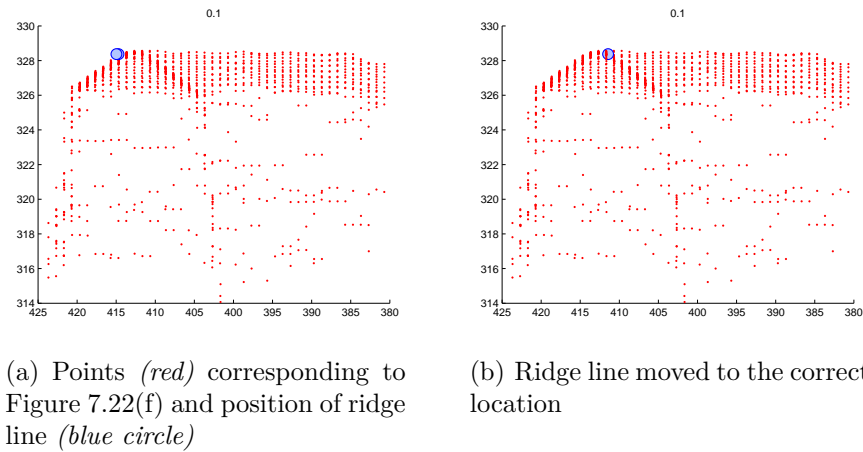 0.1
330
328
326
324
322
320
318
316
314
425 420 415 410 405 400 395 390 385 380
0.1
330
328
326
324
322
320
318
316
314
425 420 415 410 405 400 395 390 385 380
(a) Points (red) corresponding to
Figure 7.22(f) and position of ridge
line (blue circle)
(b) Ridge line moved to the correct
location